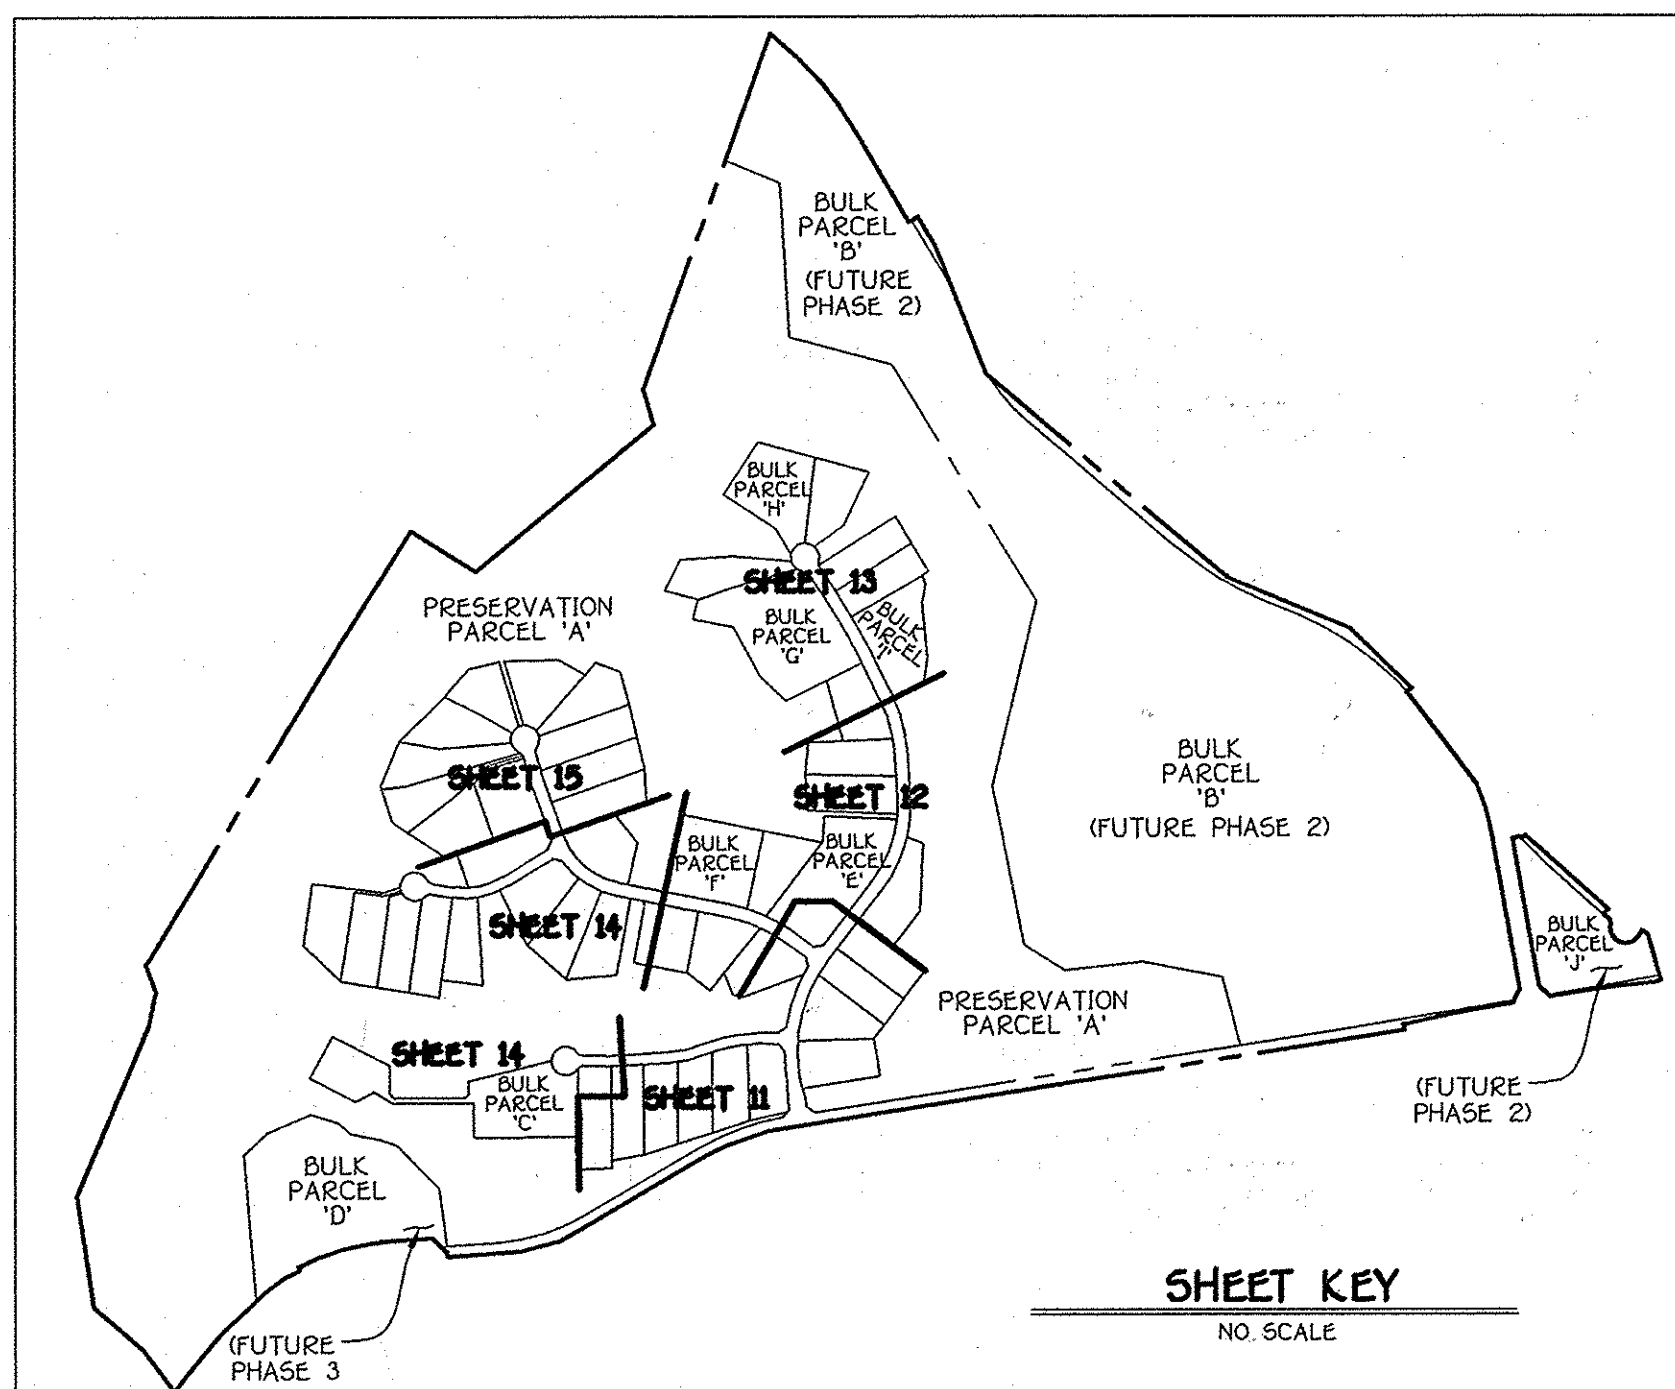 BULK
PARCEL
'B'
(FUTURE
PHASE 2)
BULK
PARCEL
'H'
SHEET 13
BULK
PARCEL
'G'
BULK
PARCEL
'I'
PRESERVATION
PARCEL 'A'
SHEET 15
SHEET 12
BULK
PARCEL
'B'
(FUTURE PHASE 2)
BULK
PARCEL
'F'
BULK
PARCEL
'E'
SHEET 14
BULK
PARCEL
'J'
PRESERVATION
PARCEL 'A'
SHEET 14
BULK
PARCEL
'C'
SHEET 11
(FUTURE
PHASE 2)
BULK
PARCEL
'D'
(FUTURE
PHASE 3
SHEET KEY
NO SCALE